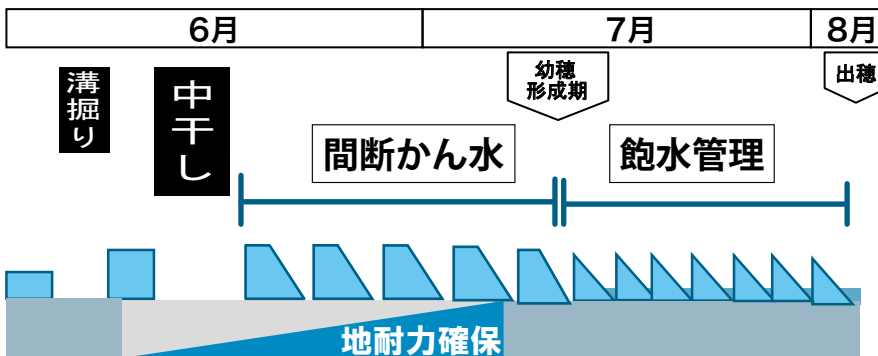 6月
7月
8月
溝掘り
中干し
幼穂
形成期
出穂
間断かん水
飽水管理
地耐力確保